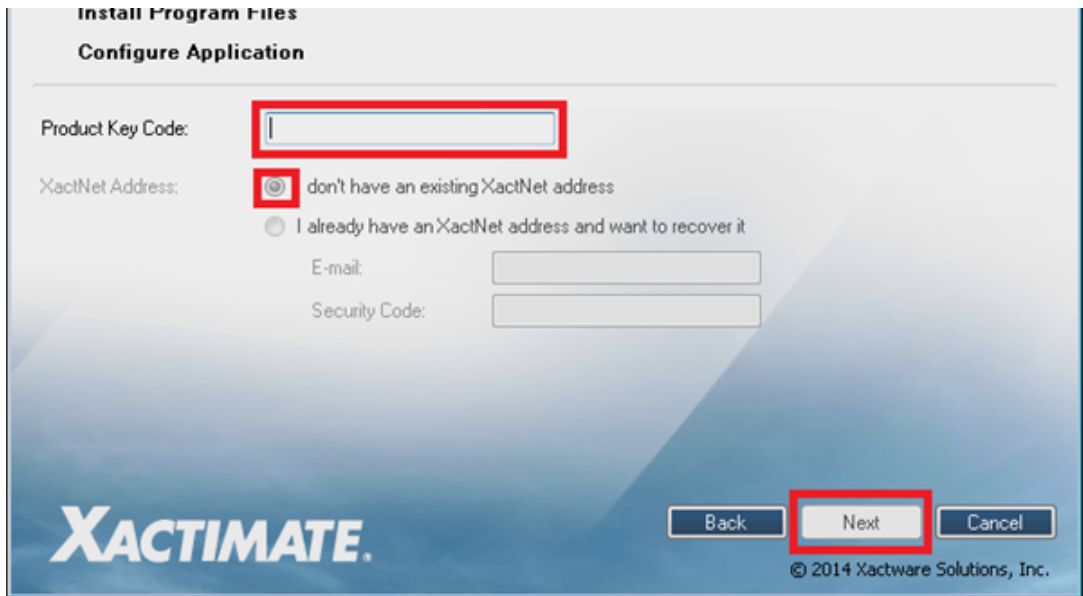 Install Program Files
Configure Application
Product Key Code:
XactNet Address:
don't have an existing XactNet address
I already have an XactNet address and want to recover it
E-mail:
Security Code:
XACTIMATE.
Back
Next
Cancel
© 2014 Xactware Solutions, Inc.